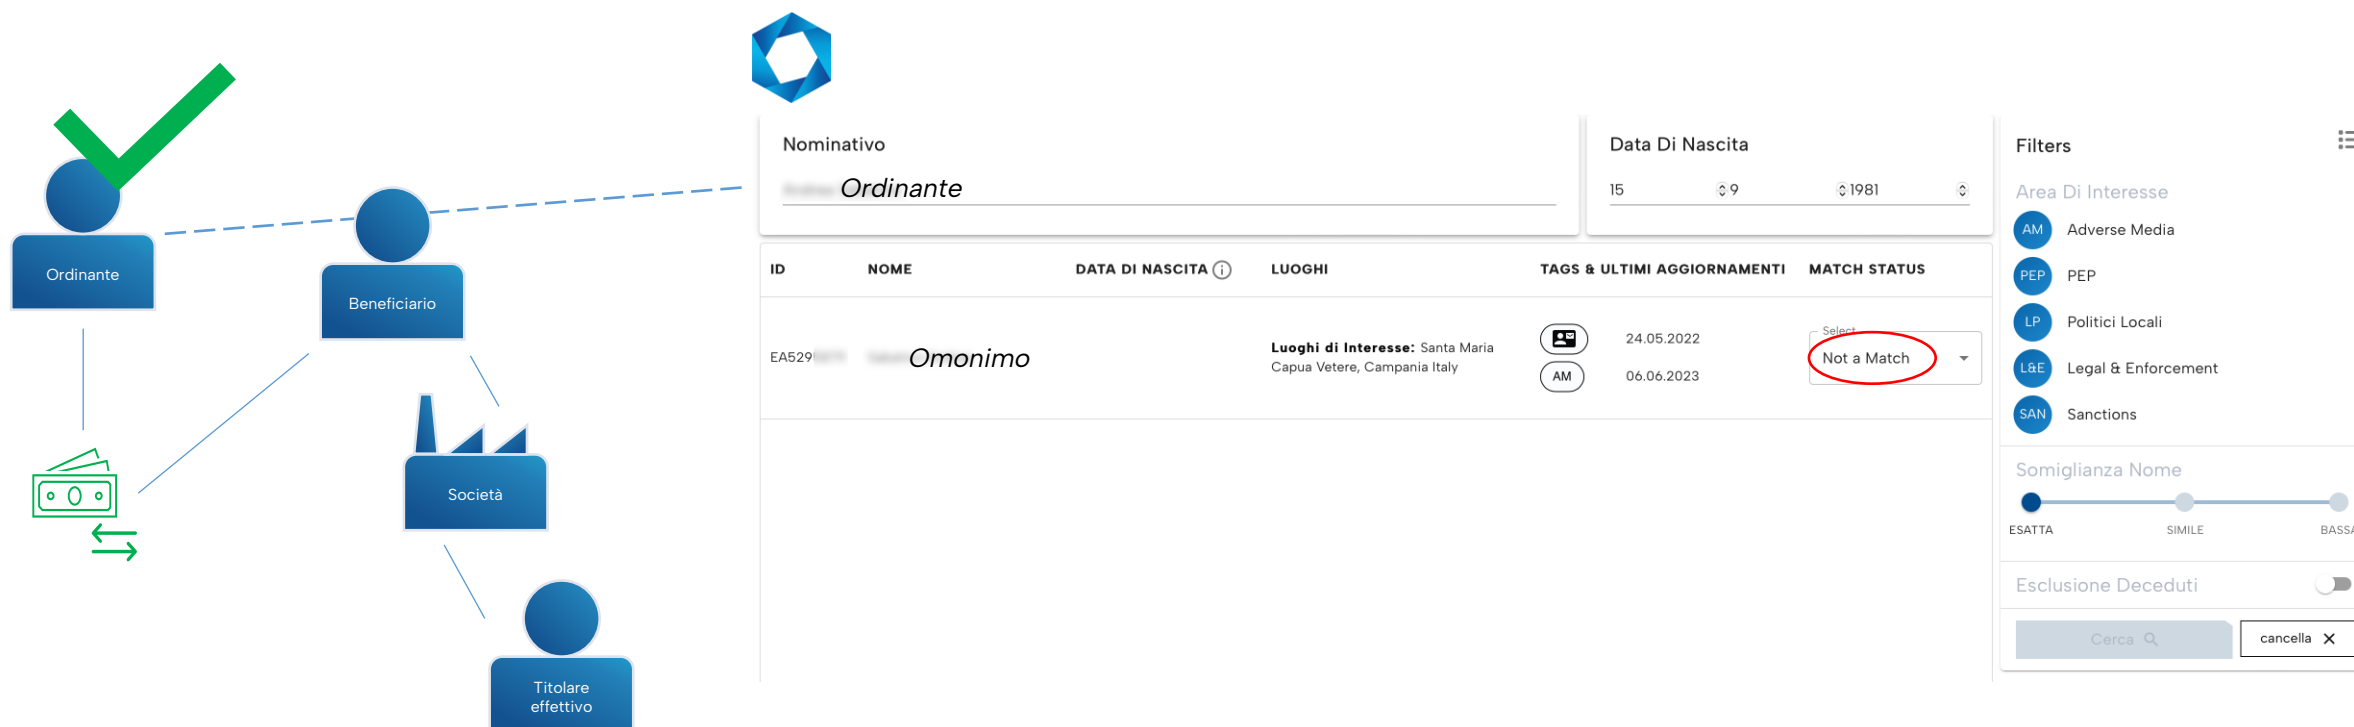 Ordinante
Beneficiario
Società
Titolare
effettivo
Nominativo
Ordinante
Data Di Nascita
15 9 1981
ID NOME DATA DI NASCITA LUOGHI TAGS & ULTIMI AGGIORNAMENTI MATCH STATUS
EA529
Omonimo
Luoghi di Interesse: Santa Maria
Capua Vetere, Campania Italy
24.05.2022
AM 06.06.2023
Select
Not a Match
Filters
Area Di Interesse
AM Adverse Media
PEP PEP
LP Politici Locali
L&E Legal & Enforcement
SAN Sanctions
Somiglianza Nome
ESATTA SIMILE BASSA
Esclusione Deceduti
Cerca
cancella